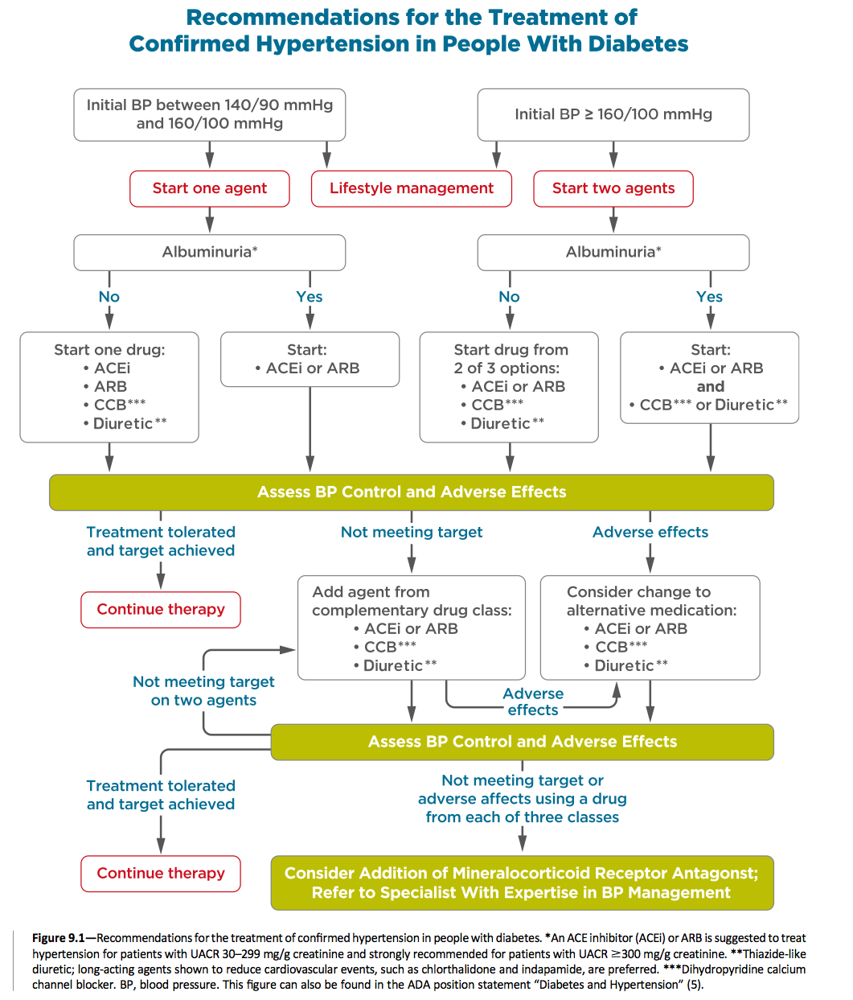 Recommendations for the Treatment of
Confirmed Hypertension in People With Diabetes
Initial BP between 140/90 mmHg
and 160/100 mmHg
Initial BP ≥ 160/100 mmHg
Start one agent
Lifestyle management
Start two agents
Albuminuria*
Albuminuria*
No
Yes
No
Yes
Start one drug:
• ACEi
• ARB
• CCB***
• Diuretic**
Start:
• ACEi or ARB
Start drug from
2 of 3 options:
• ACEi or ARB
• CCB***
• Diuretic**
Start:
• ACEi or ARB
and
• CCB*** or Diuretic**
Assess BP Control and Adverse Effects
Treatment tolerated
and target achieved
Not meeting target
Adverse effects
Continue therapy
Add agent from
complementary drug class:
• ACEi or ARB
• CCB***
• Diuretic**
Consider change to
alternative medication:
• ACEi or ARB
• CCB***
• Diuretic**
Not meeting target
on two agents
Adverse
effects
Assess BP Control and Adverse Effects
Treatment tolerated
and target achieved
Not meeting target or
adverse affects using a drug
from each of three classes
Continue therapy
Consider Addition of Mineralocorticoid Receptor Antagonst;
Refer to Specialist With Expertise in BP Management
Figure 9.1—Recommendations for the treatment of confirmed hypertension in people with diabetes. *An ACE inhibitor (ACEi) or ARB is suggested to treat
hypertension for patients with UACR 30–299 mg/g creatinine and strongly recommended for patients with UACR ≥300 mg/g creatinine. **Thiazide-like
diuretic; long-acting agents shown to reduce cardiovascular events, such as chlorthalidone and indapamide, are preferred. ***Dihydropyridine calcium
channel blocker. BP, blood pressure. This figure can also be found in the ADA position statement “Diabetes and Hypertension” (5).